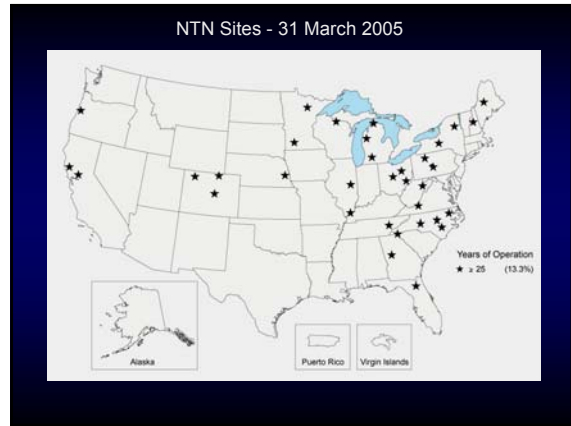 NTN Sites - 31 March 2005
Years of Operation
★ ≥ 25 (13.3%)
Alaska
Puerto Rico
Virgin Islands